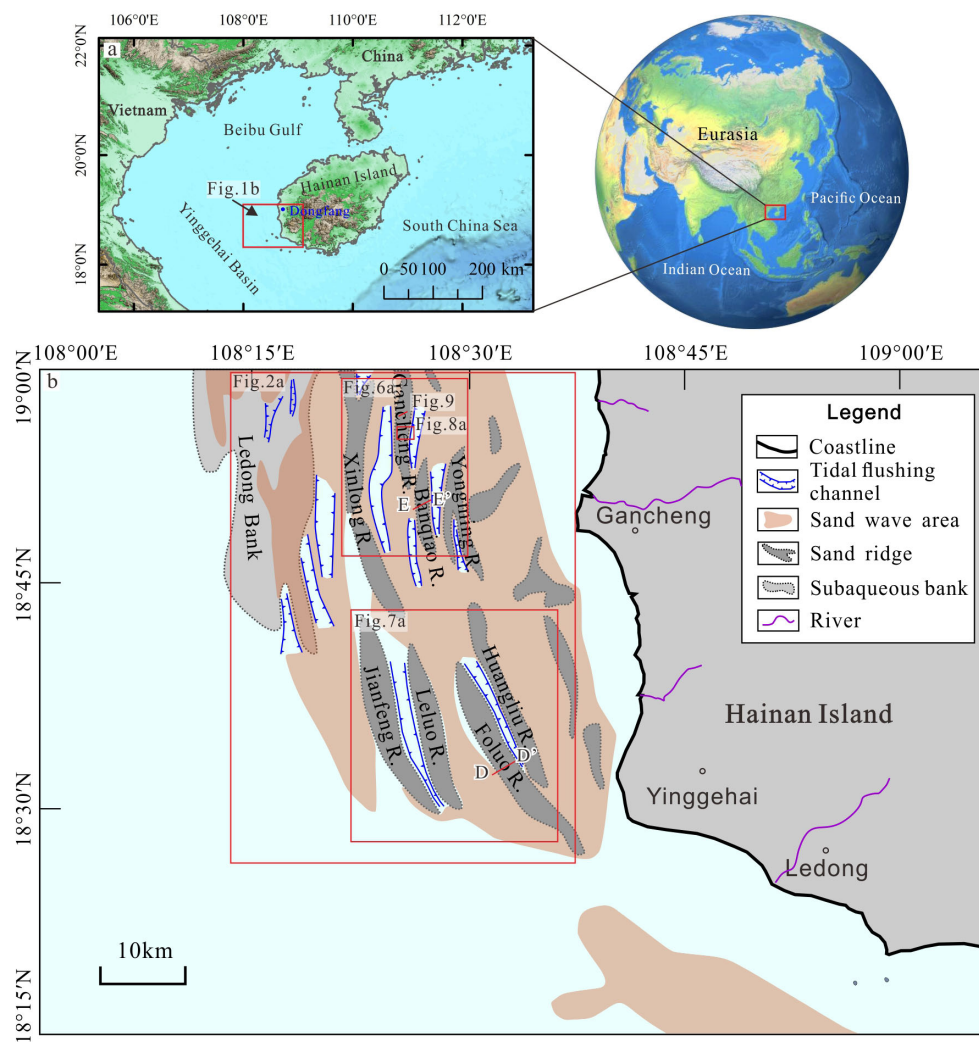 106°0′E
108°0′E
110°0′E
112°0′E
22°0′N
20°0′N
18°0′N
a
China
Vietnam
Beibu Gulf
Hainan Island
Fig.1b
Dongfang
Yinggehai Basin
South China Sea
0 50 100 200 km
Eurasia
Pacific Ocean
Indian Ocean
108°00′E
108°15′E
108°30′E
108°45′E
109°00′E
19°00′N
18°45′N
18°30′N
18°15′N
b
Fig.2a
Fig.6a
Fig.9
Fig.8a
Gancheng R.
Ledong Bank
Xinlong R
Banqiao R.
Yongming R.
E
E’
Fig.7a
Jianfeng R.
Leluo R.
Huangliu R.
Foluo R.
D
D’
10km
Gancheng
Hainan Island
Yinggehai
Ledong
Legend
Coastline
Tidal flushing
channel
Sand wave area
Sand ridge
Subaqueous bank
River